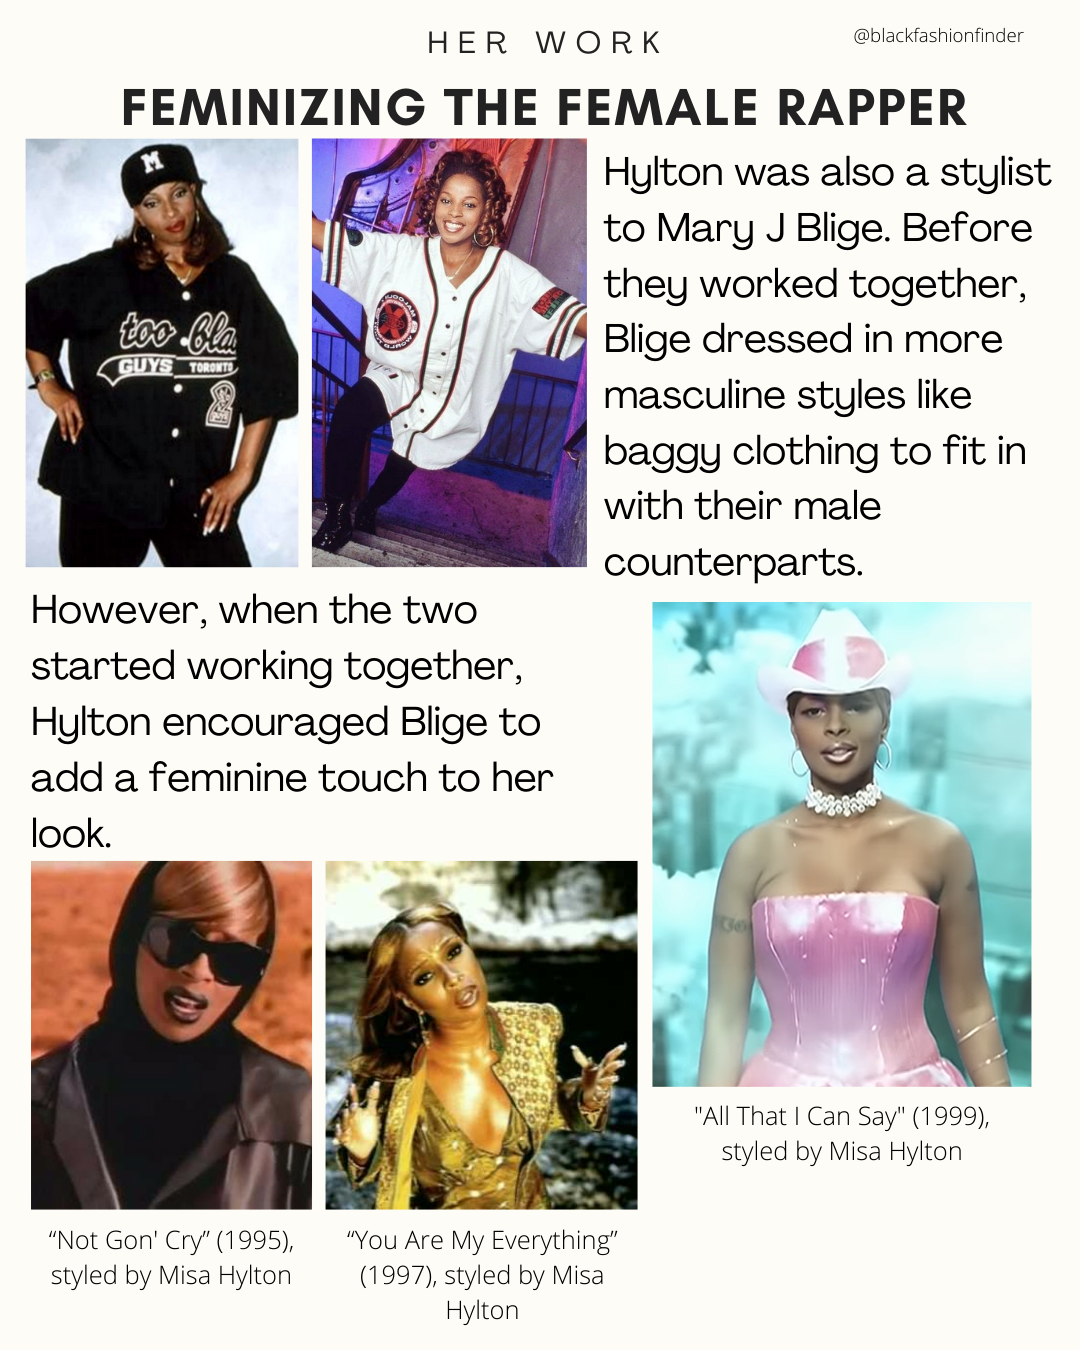 HER WORK
@blackfashionfinder
FEMINIZING THE FEMALE RAPPER
M
too
GUYS TORONTO
Hylton was also a stylist
to Mary J Blige. Before
they worked together,
Blige dressed in more
masculine styles like
baggy clothing to fit in
with their male
counterparts.
However, when the two
started working together,
Hylton encouraged Blige to
add a feminine touch to her
look.
"All That I Can Say" (1999),
styled by Misa Hylton
“Not Gon' Cry” (1995),
styled by Misa Hylton
“You Are My Everything”
(1997), styled by Misa
Hylton